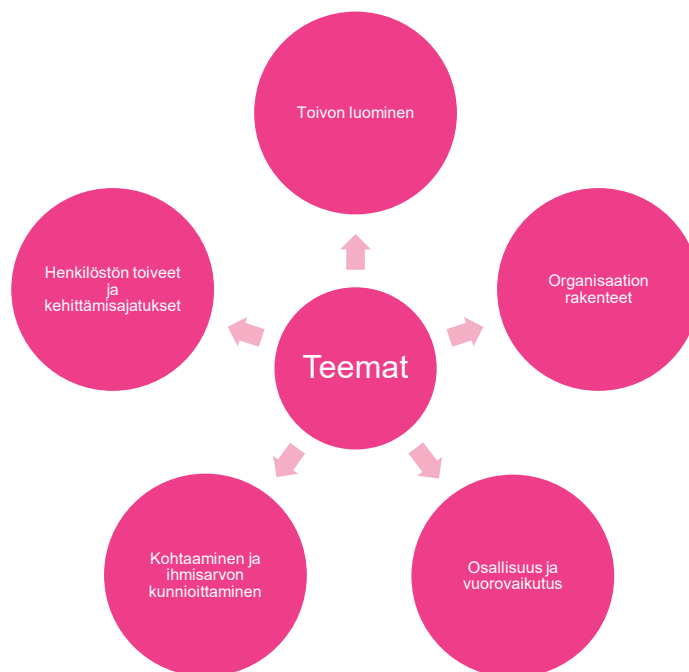 Toivon luominen
Henkilöstön toiveet
ja
kehittämisajatukset
Organisaation
rakenteet
Teemat
Kohtaaminen ja
ihmisarvon
kunnioittaminen
Osallisuus ja
vuorovaikutus